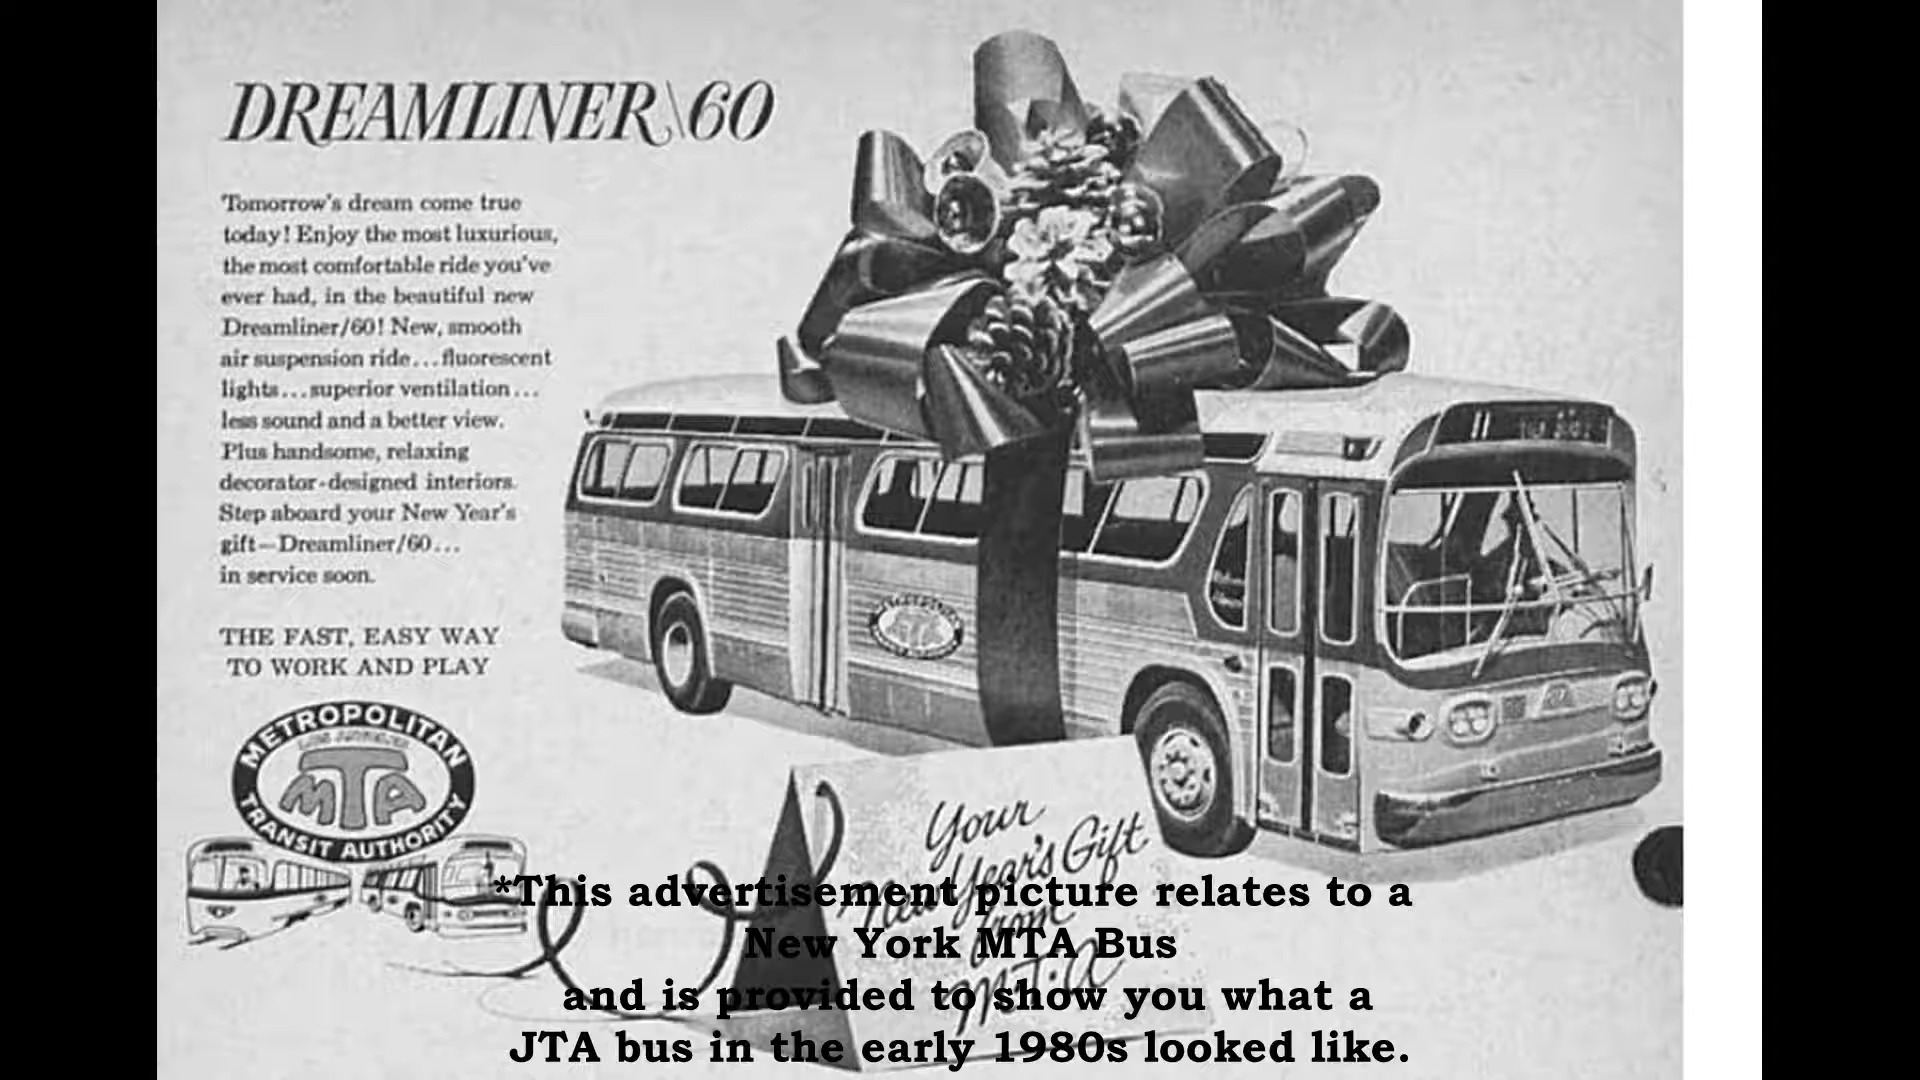 DREAMLINER\60
Tomorrow's dream come true
today! Enjoy the most luxurious,
the most comfortable ride you've
ever had, in the beautiful new
Dreamliner/60! New, smooth
air suspension ride...fluorescent
lights...superior ventilation...
less sound and a better view.
Plus handsome, relaxing
decorator-designed interiors.
Step aboard your New Year's
gift—Dreamliner/60...
in service soon.
THE FAST, EASY WAY
TO WORK AND PLAY
METROPOLITAN
LOS ANGELES
MTA
TRANSIT AUTHORITY
Your
New Year's Gift
from
M·T·A
*This advertisement picture relates to a
New York MTA Bus
and is provided to show you what a
JTA bus in the early 1980s looked like.